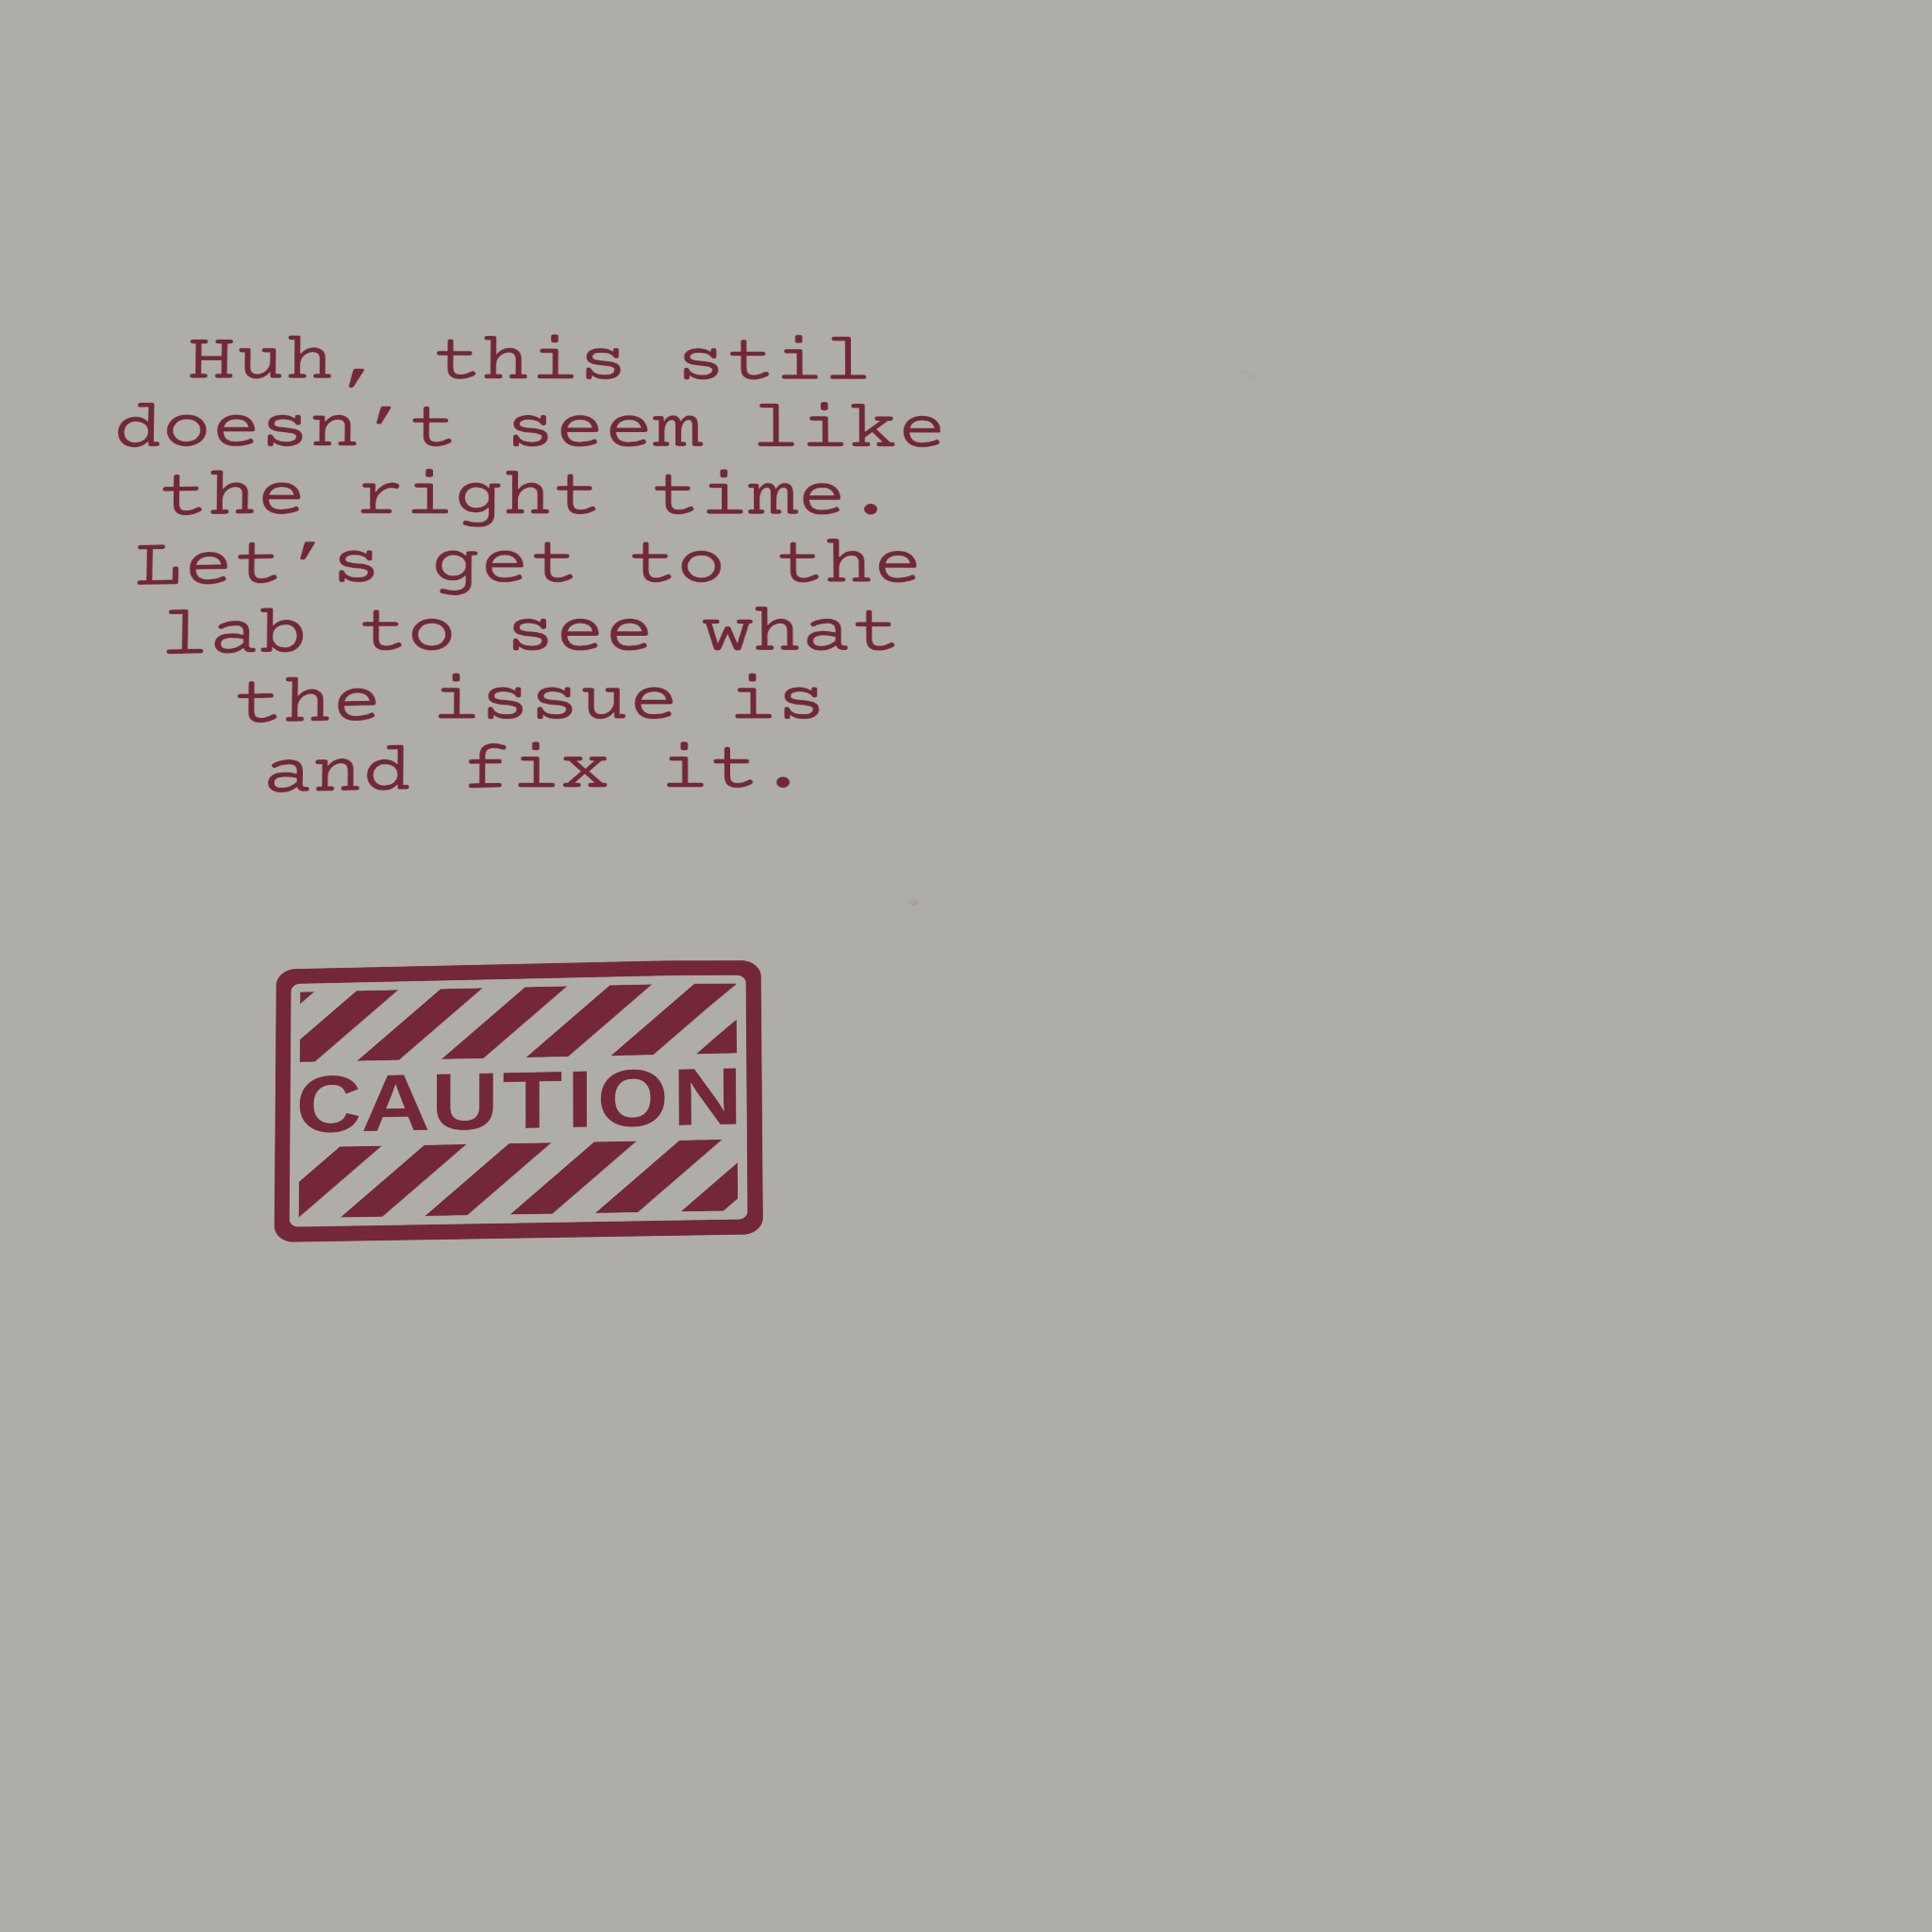 Huh, this stil
doesn’t seem like
the right time.
Let’s get to the
lab to see what
the issue is
and fix it.
CAUTION